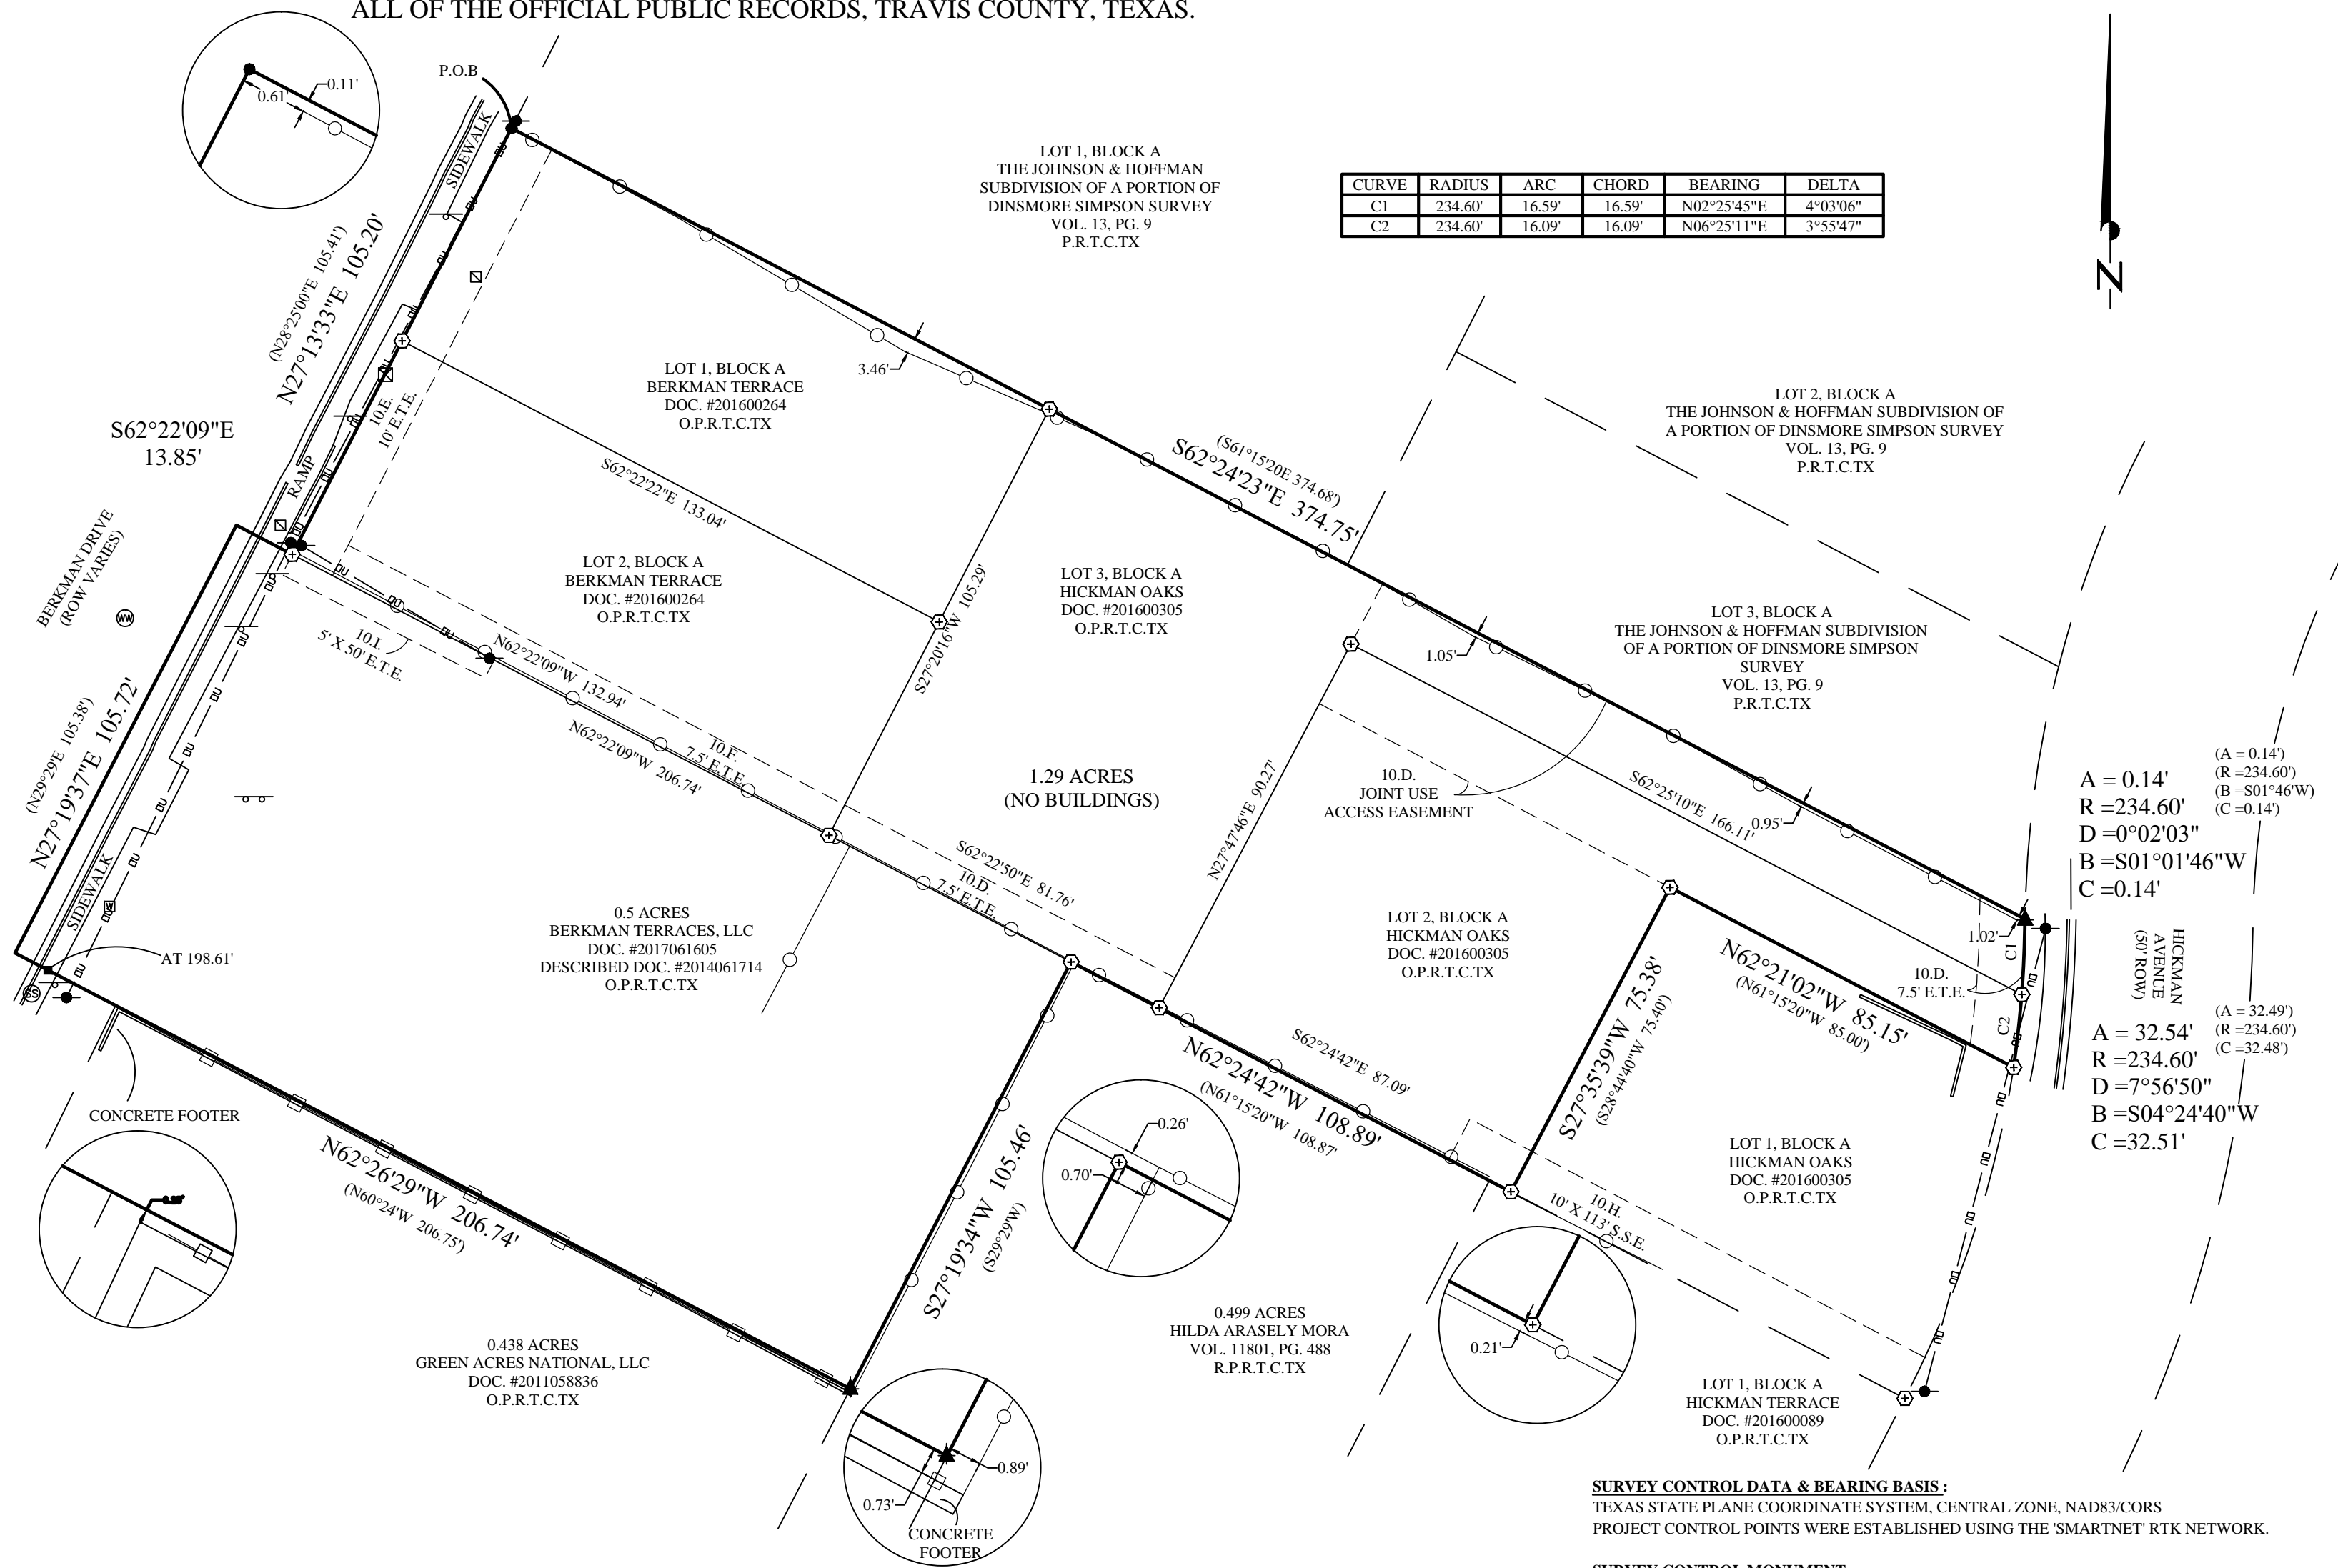 ALL OF THE OFFICIAL PUBLIC RECORDS, TRAVIS COUNTY, TEXAS.
P.O.B
0.11'
0.61'
SIDEWALK
LOT 1, BLOCK A
THE JOHNSON & HOFFMAN
SUBDIVISION OF A PORTION OF
DINSMORE SIMPSON SURVEY
VOL. 13, PG. 9
P.R.T.C.TX
CURVE RADIUS ARC CHORD BEARING DELTA
C1 234.60' 16.59' 16.59' N02°25'45"E 4°03'06"
C2 234.60' 16.09' 16.09' N06°25'11"E 3°55'47"
N
(N28°25'00"E 105.41')
N27°13'33"E 105.20'
S62°22'09"E
13.85'
10.E.
10' E.T.E.
RAMP
LOT 1, BLOCK A
BERKMAN TERRACE
DOC. #201600264
O.P.R.T.C.TX
3.46'
S62°22'22"E 133.04'
(S61°15'20E 374.68')
S62°24'23"E 374.75'
LOT 2, BLOCK A
THE JOHNSON & HOFFMAN SUBDIVISION OF
A PORTION OF DINSMORE SIMPSON SURVEY
VOL. 13, PG. 9
P.R.T.C.TX
BERKMAN DRIVE
(ROW VARIES)
WW
LOT 2, BLOCK A
BERKMAN TERRACE
DOC. #201600264
O.P.R.T.C.TX
LOT 3, BLOCK A
HICKMAN OAKS
DOC. #201600305
O.P.R.T.C.TX
S27°20'16"W 105.29'
LOT 3, BLOCK A
THE JOHNSON & HOFFMAN SUBDIVISION
OF A PORTION OF DINSMORE SIMPSON
SURVEY
VOL. 13, PG. 9
P.R.T.C.TX
1.05'
10.I.
5' X 50' E.T.E.
N62°22'09"W 132.94'
N62°22'09"W 206.74'
10.F.
7.5' E.T.E.
(N29°29'E 105.38')
N27°19'37"E 105.72'
SIDEWALK
W
SS
AT 198.61'
1.29 ACRES
(NO BUILDINGS)
N27°47'46"E 90.27'
10.D.
JOINT USE
ACCESS EASEMENT
S62°25'10"E 166.11'
0.95'
A = 0.14'
R =234.60'
D =0°02'03"
B =S01°01'46"W
C =0.14'
(A = 0.14')
(R =234.60')
(B =S01°46'W)
(C =0.14')
S62°22'50"E 81.76'
10.D.
7.5' E.T.E.
0.5 ACRES
BERKMAN TERRACES, LLC
DOC. #2017061605
DESCRIBED DOC. #2014061714
O.P.R.T.C.TX
LOT 2, BLOCK A
HICKMAN OAKS
DOC. #201600305
O.P.R.T.C.TX
N62°21'02"W 85.15'
(N61°15'20"W 85.00')
1.02'
C1
10.D.
7.5' E.T.E.
C2
HICKMAN
AVENUE
(50' ROW)
A = 32.54'
R =234.60'
D =7°56'50"
B =S04°24'40"W
C =32.51'
(A = 32.49')
(R =234.60')
(C =32.48')
S27°35'39"W 75.38'
(S28°44'40"W 75.40')
S62°24'42"E 87.09'
N62°24'42"W 108.89'
(N61°15'20"W 108.87')
CONCRETE FOOTER
N62°26'29"W 206.74'
(N60°24'W 206.75')
S27°19'34"W 105.46'
(S29°29'W)
0.26'
0.70'
LOT 1, BLOCK A
HICKMAN OAKS
DOC. #201600305
O.P.R.T.C.TX
10.H.
10' X 113' S.S.E.
0.21'
0.438 ACRES
GREEN ACRES NATIONAL, LLC
DOC. #2011058836
O.P.R.T.C.TX
0.499 ACRES
HILDA ARASELY MORA
VOL. 11801, PG. 488
R.P.R.T.C.TX
LOT 1, BLOCK A
HICKMAN TERRACE
DOC. #201600089
O.P.R.T.C.TX
0.89'
0.73'
CONCRETE
FOOTER
SURVEY CONTROL DATA & BEARING BASIS :
TEXAS STATE PLANE COORDINATE SYSTEM, CENTRAL ZONE, NAD83/CORS
PROJECT CONTROL POINTS WERE ESTABLISHED USING THE 'SMARTNET' RTK NETWORK.
SURVEY CONTROL MONUMENT